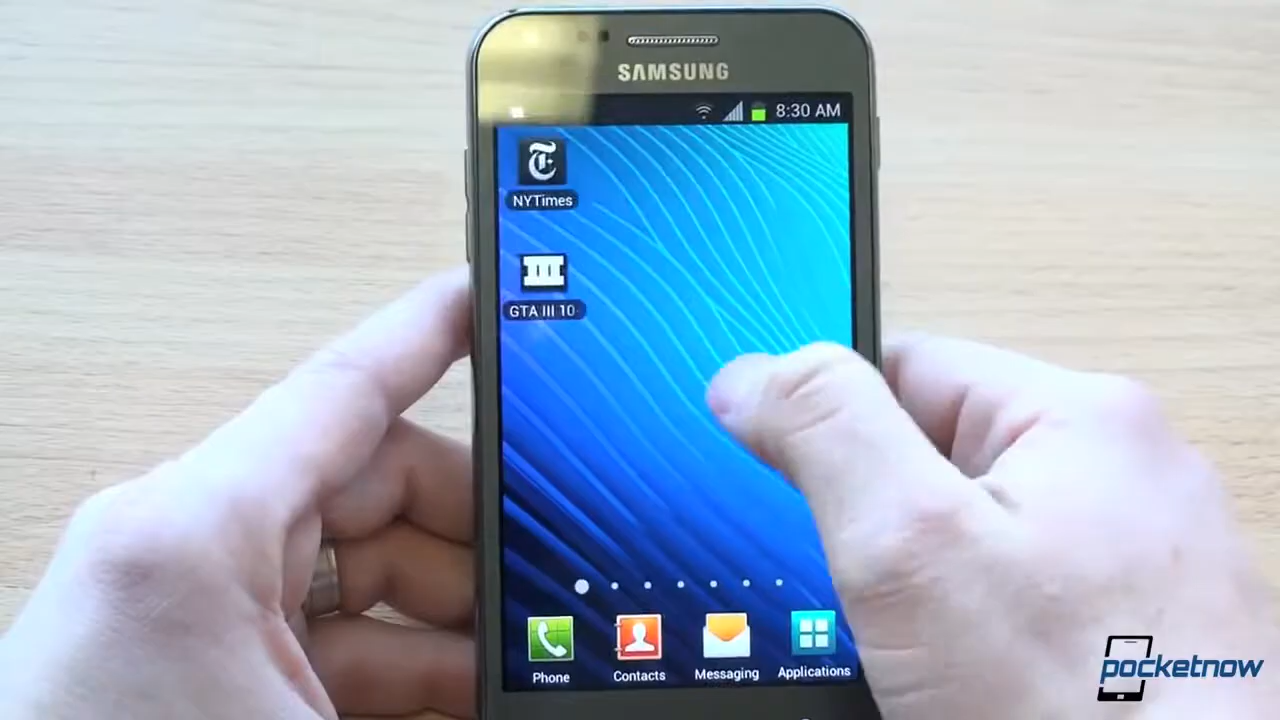 SAMSUNG
8:30 AM
NYTimes
GTA III 10
Phone
Contacts
Messaging
Applications
pocketnow